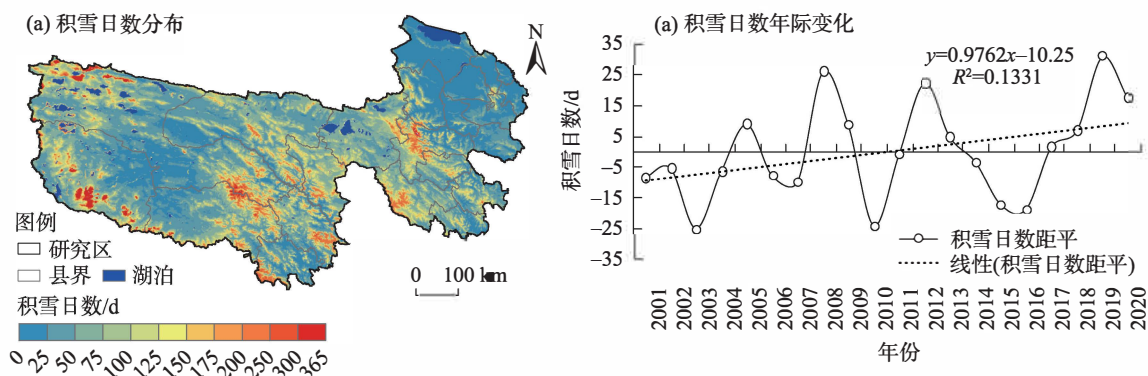 (a) 积雪日数分布
N
图例
研究区
县界 湖泊
0 100 km
积雪日数/d
0 25 50 75 100 125 150 175 200 250 300 365
(a) 积雪日数年际变化
积雪日数/d
35
25
15
5
-5
-15
-25
-35
y=0.9762x-10.25
R²=0.1331
积雪日数距平
线性(积雪日数距平)
2001 2002 2003 2004 2005 2006 2007 2008 2009 2010 2011 2012 2013 2014 2015 2016 2017 2018 2019 2020
年份